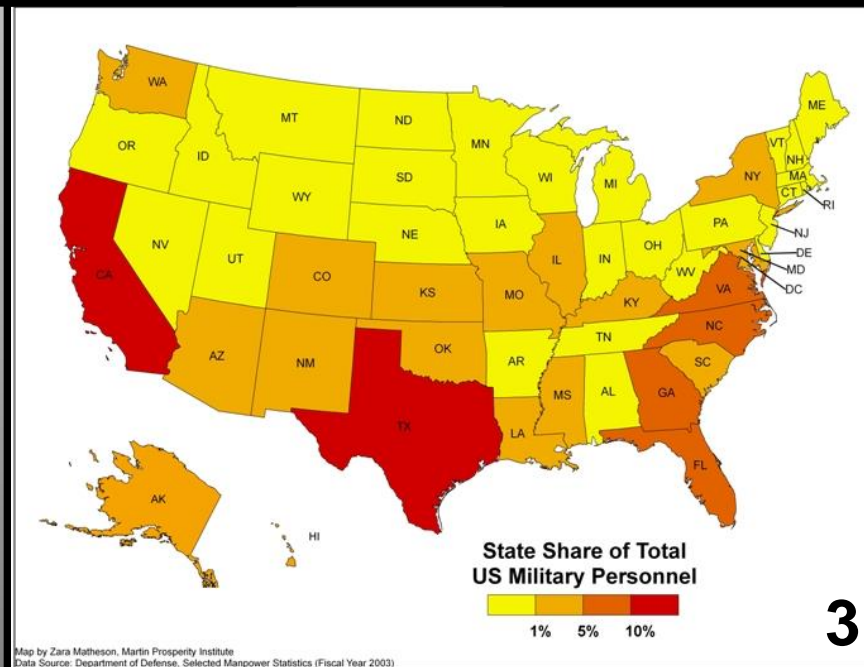 WA
ME
MT
ND
OR
MN
VT
NH
ID
WI
NY
MA
SD
MI
CT
WY
RI
IA
PA
NE
NJ
NV
OH
DE
UT
IN
IL
MD
WV
CO
VA
DC
CA
KS
MO
KY
NC
TN
OK
AZ
AR
SC
NM
MS
AL
GA
TX
LA
FL
AK
HI
State Share of Total
US Military Personnel
1% 5% 10%
3
Map by Zara Matheson, Martin Prosperity Institute
Data Source: Department of Defense, Selected Manpower Statistics (Fiscal Year 2003)